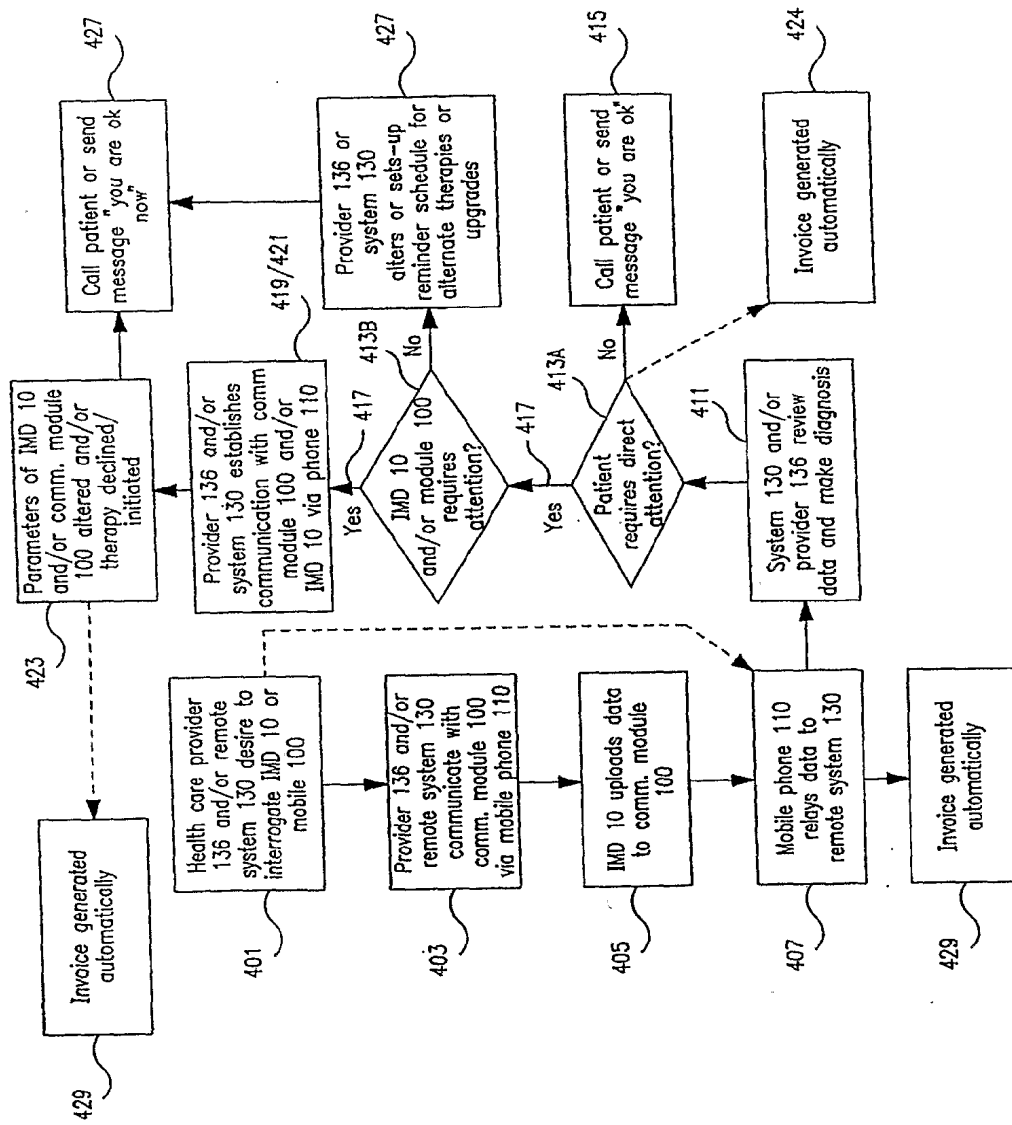 427
Call patient or send
message "you are ok
now"
Parameters of IMD 10
and/or comm. module
100 altered and/or
therapy declined/
initiated
423
Invoice generated
automatically
429
427
Provider 136 or
system 130
alters or sets-up
reminder schedule for
alternate therapies or
upgrades
419/421
Provider 136 and/or
system 130 establishes
communication with comm
module 100 and/or
IMD 10 via phone 110
413B
No
417
Yes
IMD 10
and/or module 100
requires
attention?
Health care provider
136 and/or remote
system 130 desire to
interrogate IMD 10 or
mobile 100
401
Provider 136 and/or
remote system 130
communicate with
comm. module 100
via mobile phone 110
403
415
Call patient or send
message "you are ok"
413A
No
417
Yes
Patient
requires direct
attention?
IMD 10 uploads data
to comm. module
100
405
424
Invoice generated
automatically
411
System 130 and/or
provider 136 review
data and make diagnosis
Mobile phone 110
relays data to
remote system 130
407
Invoice generated
automatically
429